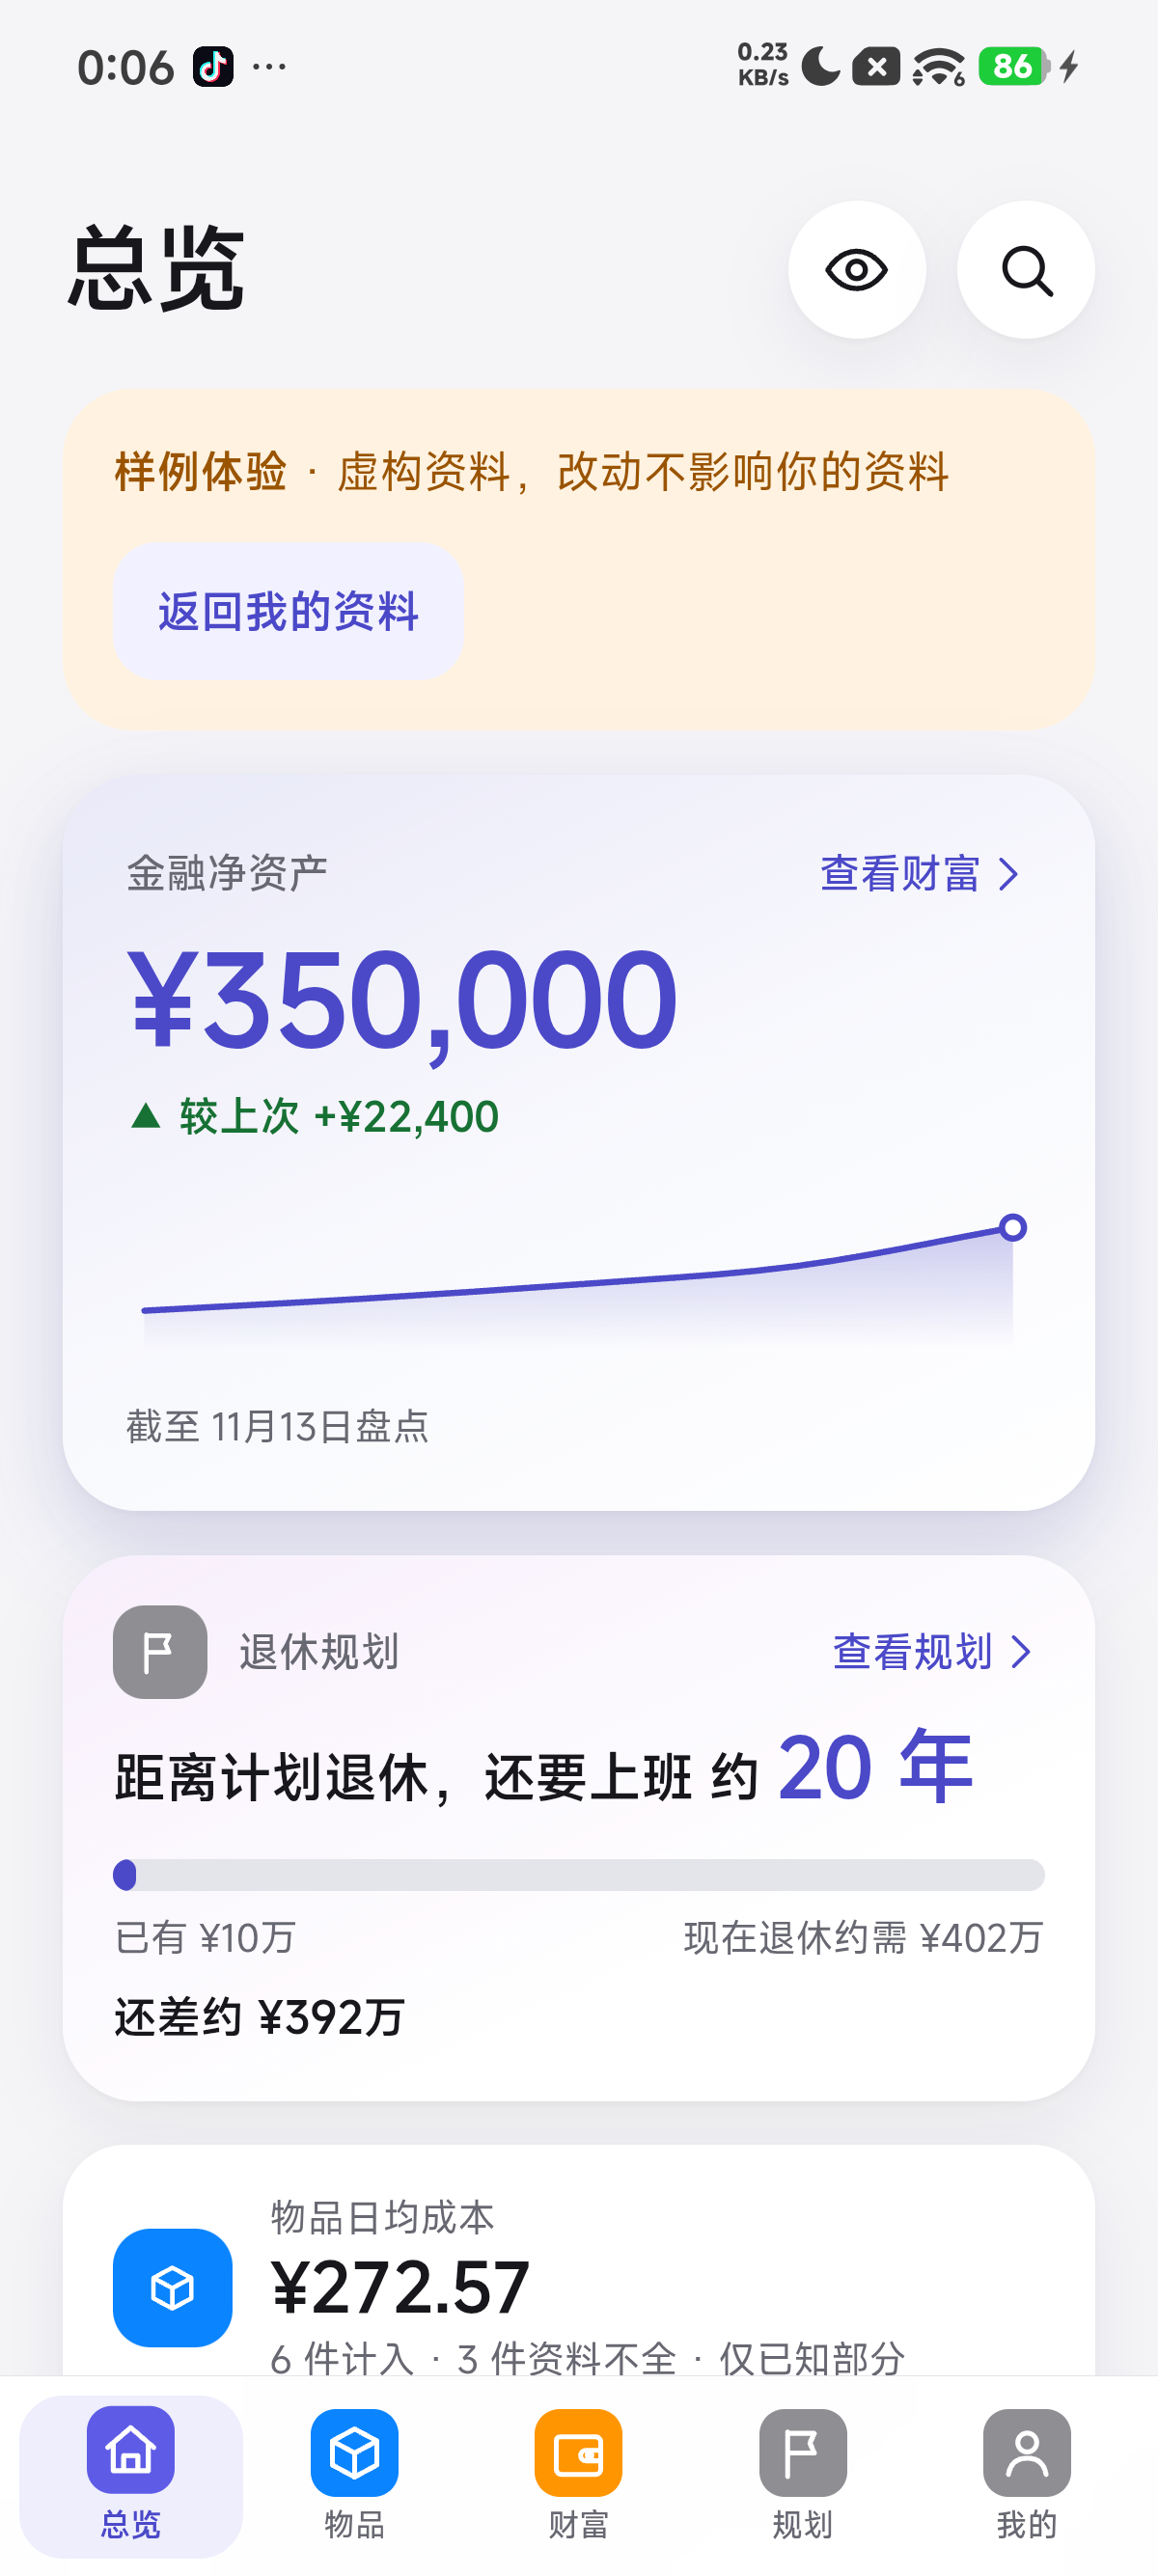 0:06 ...
0.23 KB/s 6 86
总览
样例体验 · 虚构资料，改动不影响你的资料
返回我的资料
金融净资产 查看财富
¥350,000
▲ 较上次 +¥22,400
截至 11月13日盘点
退休规划 查看规划
距离计划退休，还要上班 约 20 年
已有 ¥10万 现在退休约需 ¥402万
还差约 ¥392万
物品日均成本
¥272.57
6 件计入 · 3 件资料不全 · 仅已知部分
总览 物品 财富 规划 我的